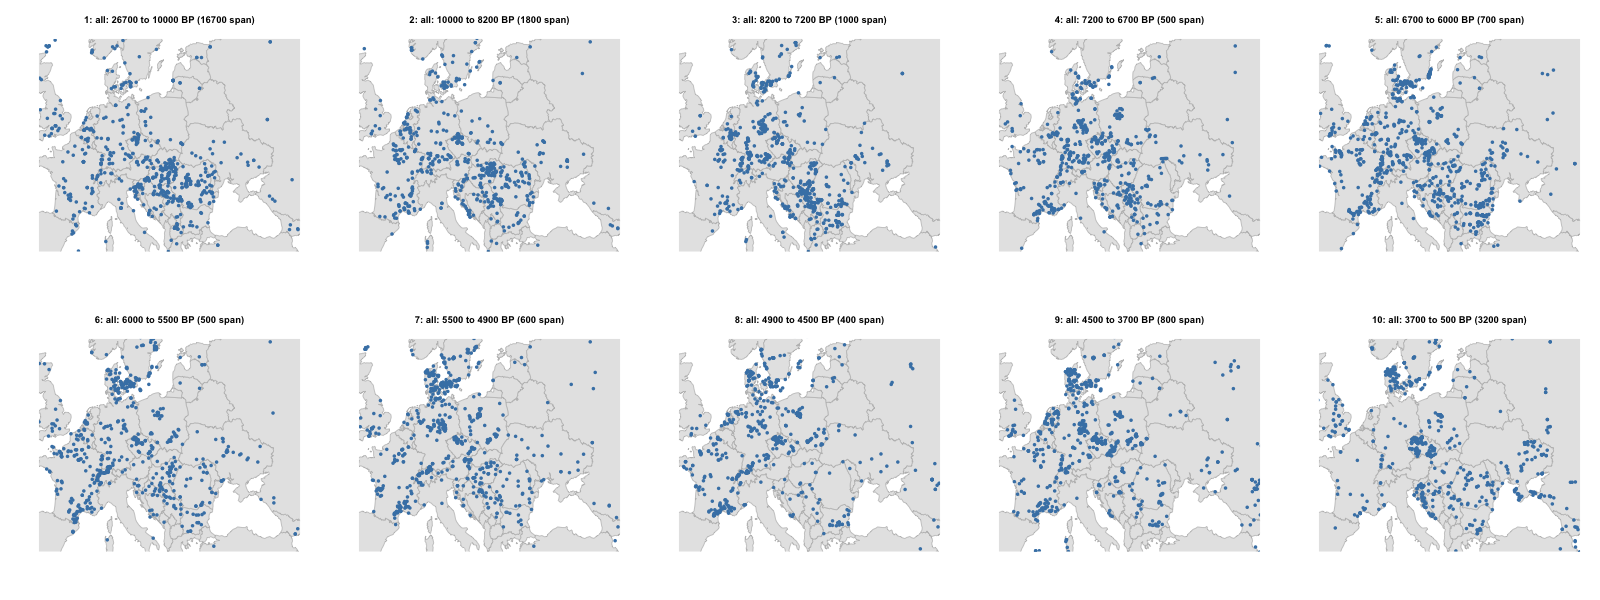 1: all: 26700 to 10000 BP (16700 span)
2: all: 10000 to 8200 BP (1800 span)
3: all: 8200 to 7200 BP (1000 span)
4: all: 7200 to 6700 BP (500 span)
5: all: 6700 to 6000 BP (700 span)
6: all: 6000 to 5500 BP (500 span)
7: all: 5500 to 4900 BP (600 span)
8: all: 4900 to 4500 BP (400 span)
9: all: 4500 to 3700 BP (800 span)
10: all: 3700 to 500 BP (3200 span)